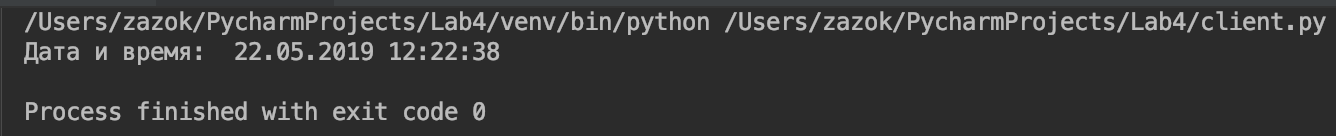 /Users/zazok/PycharmProjects/Lab4/venv/bin/python /Users/zazok/PycharmProjects/Lab4/client.py
Дата и время:  22.05.2019 12:22:38
Process finished with exit code 0